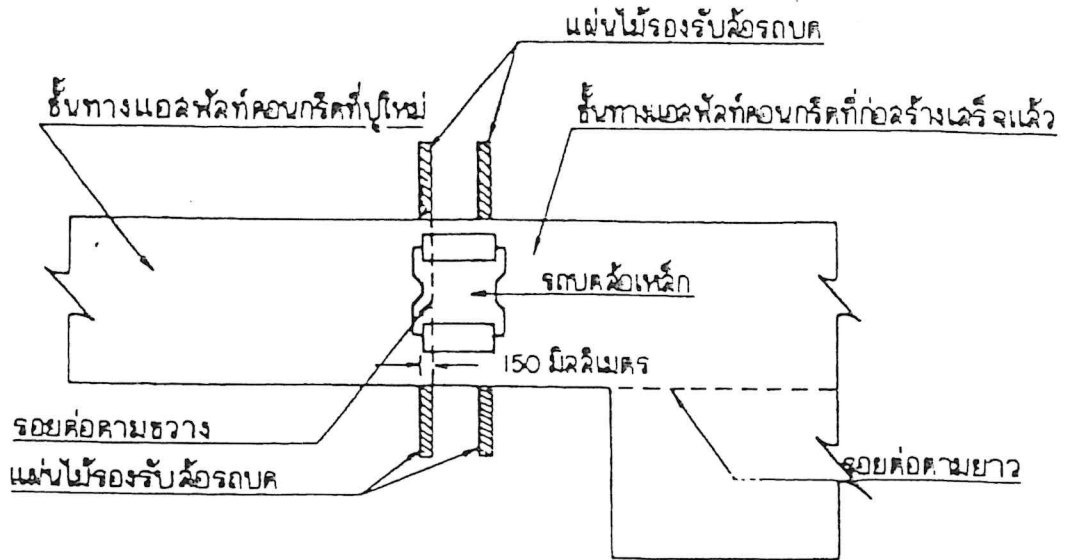 แผ่นไม้รองรับล้อรถบด
ชั้นทางแอสฟัลท์คอนกรีตที่ปูใหม่
ชั้นทางแอสฟัลท์คอนกรีตที่ก่อสร้างเสร็จแล้ว
รถบดล้อเหล็ก
150 มิลลิเมตร
รอยต่อตามขวาง
แผ่นไม้รองรับล้อรถบด
รอยต่อตามยาว